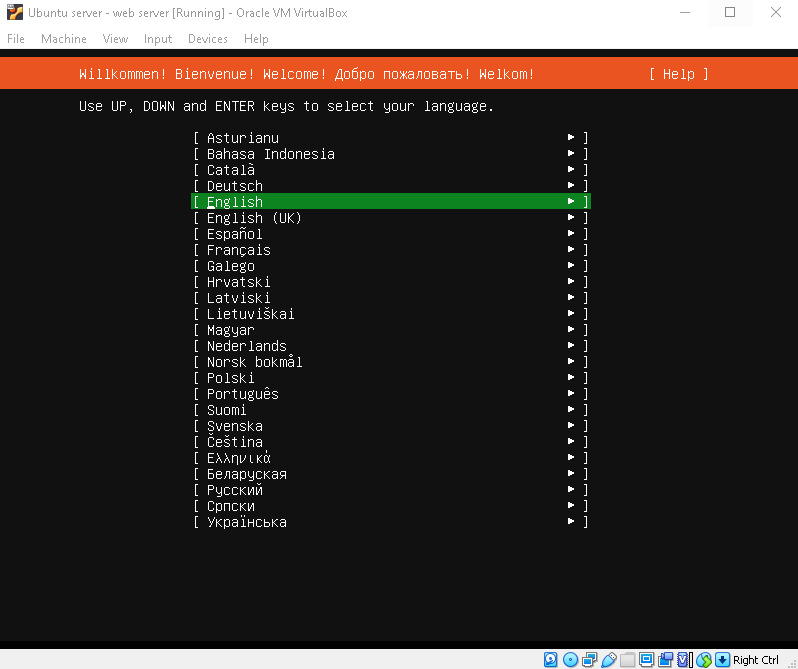 Ubuntu server - web server [Running] - Oracle VM VirtualBox
File Machine View Input Devices Help
Willkommen! Bienvenue! Welcome! Добро пожаловать! Welkom! [ Help ]
Use UP, DOWN and ENTER keys to select your language.
[ Asturianu ► ]
[ Bahasa Indonesia ► ]
[ Català ► ]
[ Deutsch ► ]
[ English ► ]
[ English (UK) ► ]
[ Español ► ]
[ Français ► ]
[ Galego ► ]
[ Hrvatski ► ]
[ Latviski ► ]
[ Lietuviškai ► ]
[ Magyar ► ]
[ Nederlands ► ]
[ Norsk bokmål ► ]
[ Polski ► ]
[ Português ► ]
[ Suomi ► ]
[ Svenska ► ]
[ Čeština ► ]
[ Ελληνικά ► ]
[ Беларуская ► ]
[ Русский ► ]
[ Српски ► ]
[ Українська ► ]
Right Ctrl